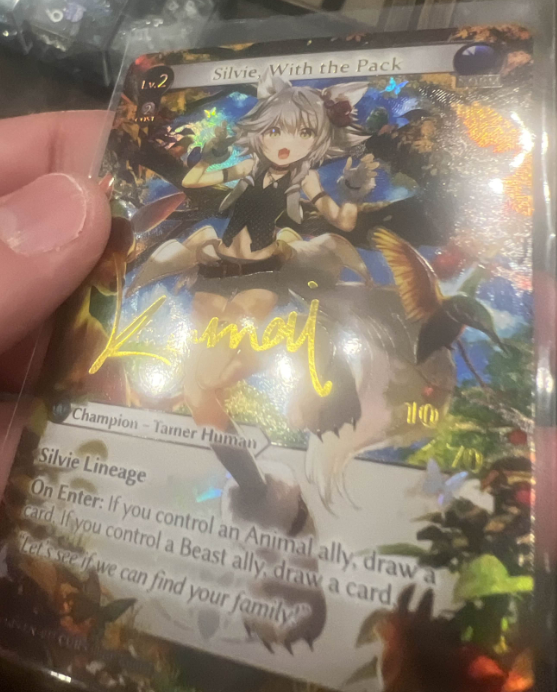 Lv.2
Silvie, With the Pack
Kumaj
10
Champion – Tamer Human
Silvie Lineage
On Enter: If you control an Animal ally, draw a
card. If you control a Beast ally, draw a card.
"Let's see if we can find your family!"